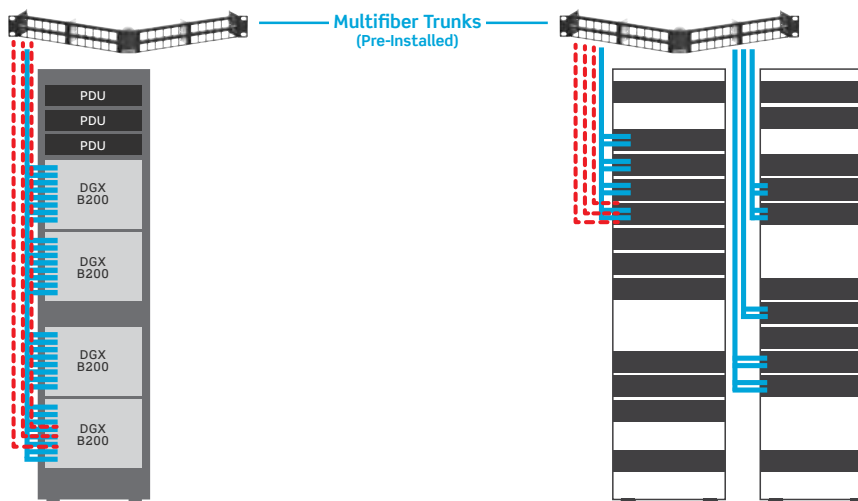 Multifiber Trunks
(Pre-Installed)
PDU
PDU
PDU
DGX
B200
DGX
B200
DGX
B200
DGX
B200